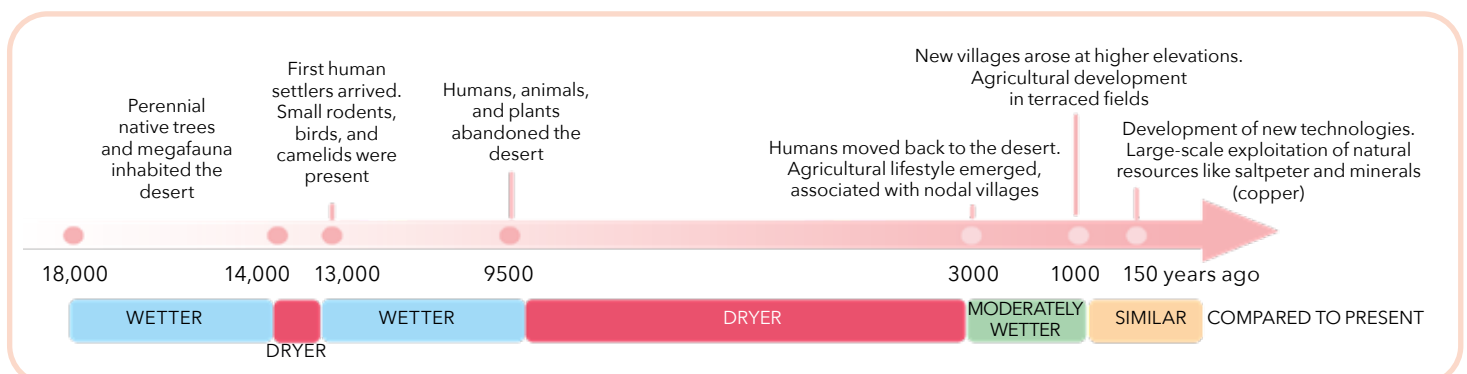 Perennial
native trees
and megafauna
inhabited the
desert
First human
settlers arrived.
Small rodents,
birds, and
camelids were
present
Humans, animals,
and plants
abandoned the
desert
Humans moved back to the desert.
Agricultural lifestyle emerged,
associated with nodal villages
New villages arose at higher elevations.
Agricultural development
in terraced fields
Development of new technologies.
Large-scale exploitation of natural
resources like saltpeter and minerals
(copper)
18,000
14,000
13,000
9500
3000
1000
150 years ago
WETTER
DRYER
WETTER
DRYER
MODERATELY
WETTER
SIMILAR
COMPARED TO PRESENT